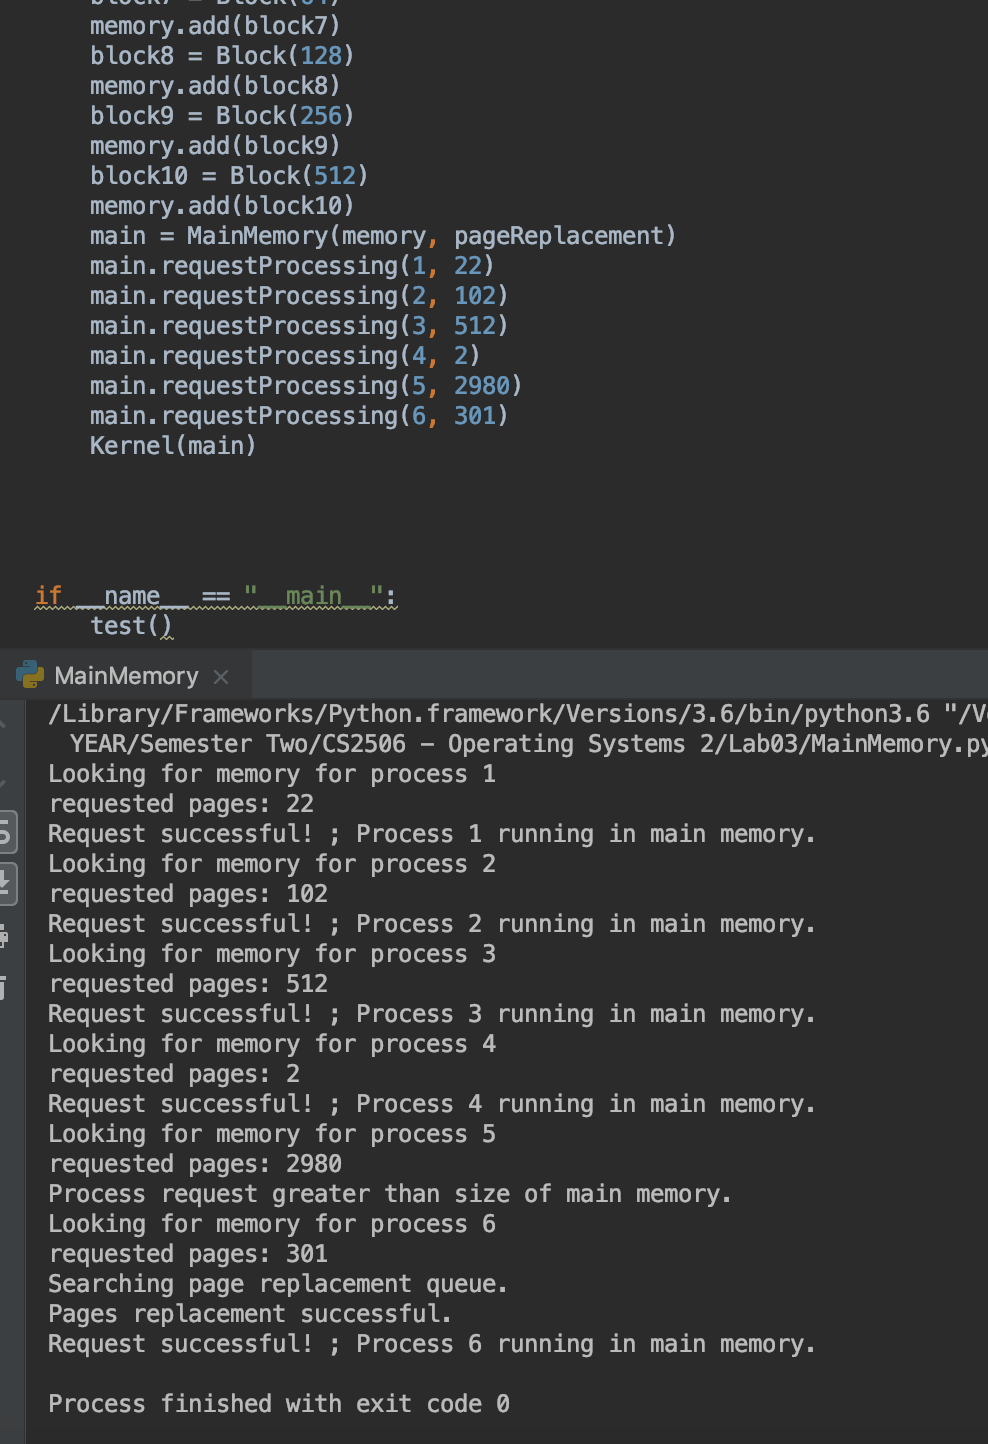 memory.add(block7)
block8 = Block(128)
memory.add(block8)
block9 = Block(256)
memory.add(block9)
block10 = Block(512)
memory.add(block10)
main = MainMemory(memory, pageReplacement)
main.requestProcessing(1, 22)
main.requestProcessing(2, 102)
main.requestProcessing(3, 512)
main.requestProcessing(4, 2)
main.requestProcessing(5, 2980)
main.requestProcessing(6, 301)
Kernel(main)
if __name__ == "__main__":
test()
MainMemory
/Library/Frameworks/Python.framework/Versions/3.6/bin/python3.6 "/V
YEAR/Semester Two/CS2506 – Operating Systems 2/Lab03/MainMemory.py
Looking for memory for process 1
requested pages: 22
Request successful! ; Process 1 running in main memory.
Looking for memory for process 2
requested pages: 102
Request successful! ; Process 2 running in main memory.
Looking for memory for process 3
requested pages: 512
Request successful! ; Process 3 running in main memory.
Looking for memory for process 4
requested pages: 2
Request successful! ; Process 4 running in main memory.
Looking for memory for process 5
requested pages: 2980
Process request greater than size of main memory.
Looking for memory for process 6
requested pages: 301
Searching page replacement queue.
Pages replacement successful.
Request successful! ; Process 6 running in main memory.
Process finished with exit code 0